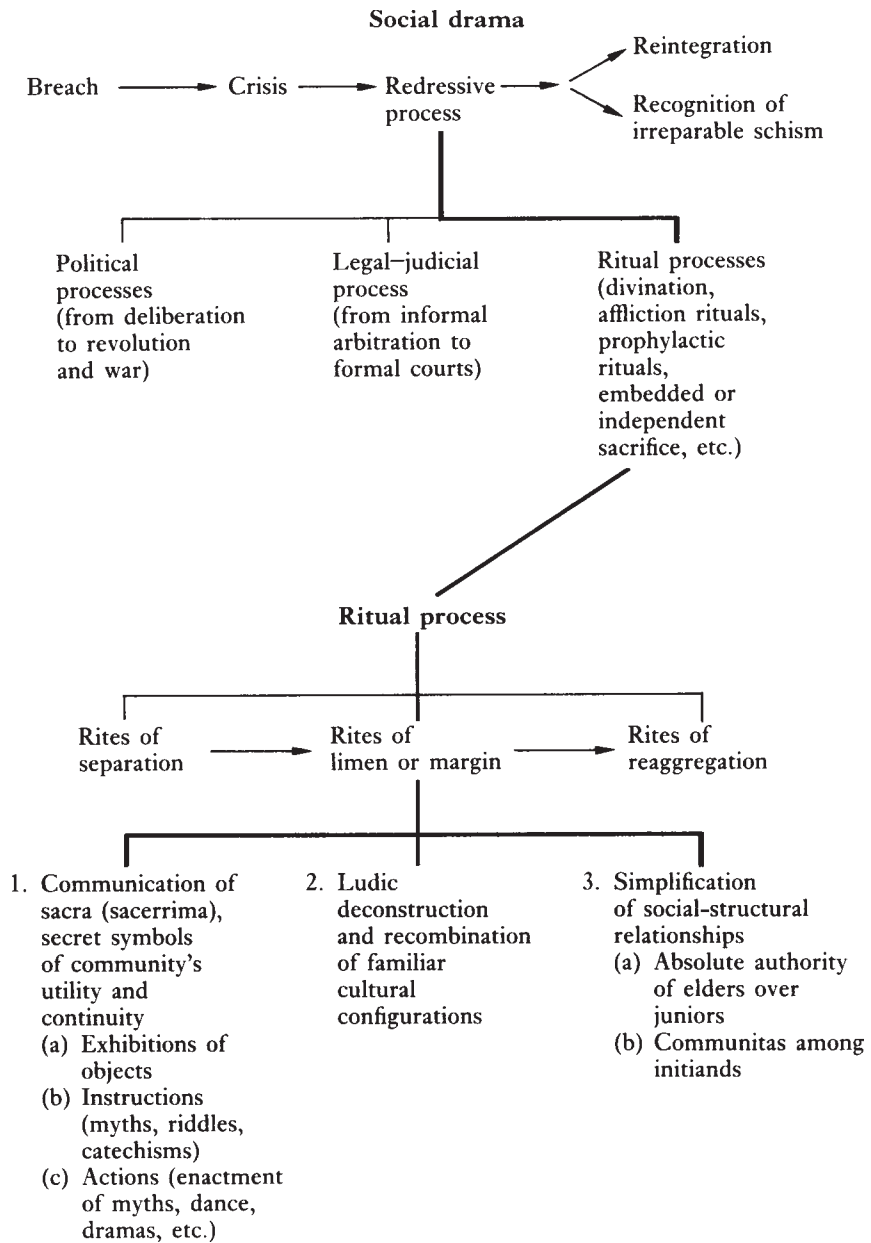 Social drama
Breach
Crisis
Redressive
process
Reintegration
Recognition of
irreparable schism
Political
processes
(from deliberation
to revolution
and war)
Legal–judicial
process
(from informal
arbitration to
formal courts)
Ritual processes
(divination,
affliction rituals,
prophylactic
rituals,
embedded or
independent
sacrifice, etc.)
Ritual process
Rites of
separation
Rites of
limen or margin
Rites of
reaggregation
1. Communication of
sacra (sacerrima),
secret symbols
of community's
utility and
continuity
(a) Exhibitions of
objects
(b) Instructions
(myths, riddles,
catechisms)
(c) Actions (enactment
of myths, dance,
dramas, etc.)
2. Ludic
deconstruction
and recombination
of familiar
cultural
configurations
3. Simplification
of social-structural
relationships
(a) Absolute authority
of elders over
juniors
(b) Communitas among
initiands